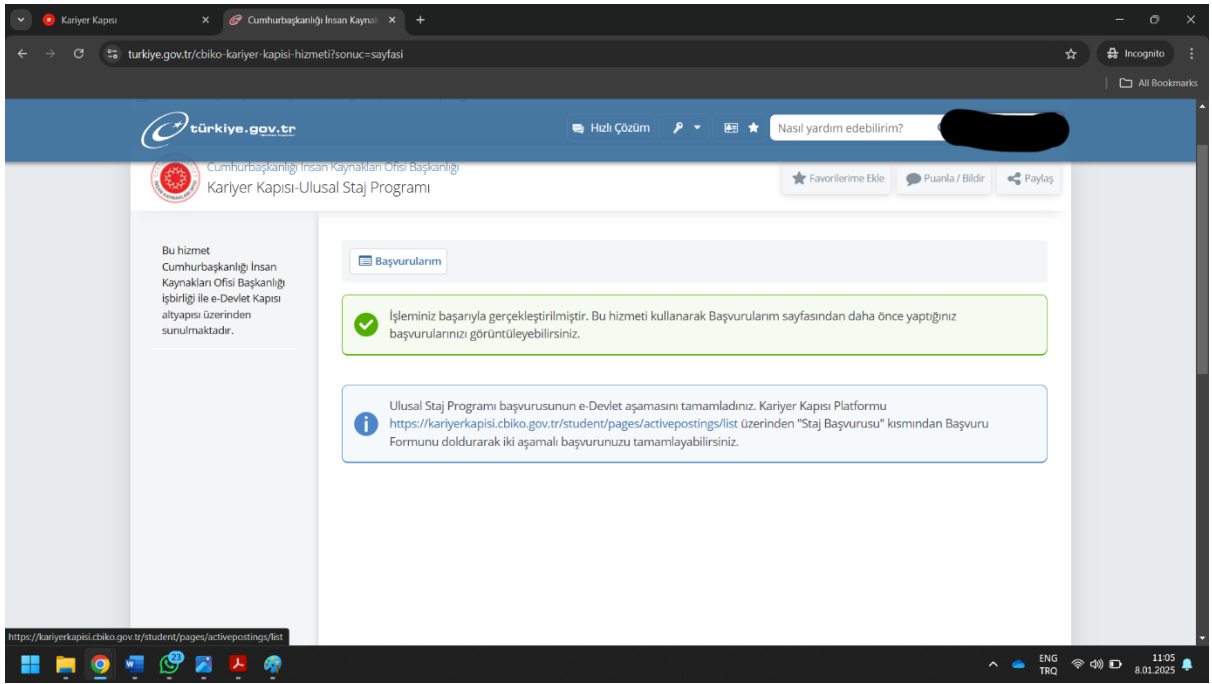 Kariyer Kapısı
Cumhurbaşkanlığı İnsan Kaynak
turkiye.gov.tr/cbiko-kariyer-kapisi-hizmeti?sonuc=sayfasi
Incognito
All Bookmarks
türkiye.gov.tr
Hızlı Çözüm
Nasıl yardım edebilirim?
Cumhurbaşkanlığı İnsan Kaynakları Ofisi Başkanlığı
Kariyer Kapısı-Ulusal Staj Programı
Favorilerime Ekle
Puanla / Bildir
Paylaş
Bu hizmet
Cumhurbaşkanlığı İnsan
Kaynakları Ofisi Başkanlığı
işbirliği ile e-Devlet Kapısı
altyapısı üzerinden
sunulmaktadır.
Başvurularım
İşleminiz başarıyla gerçekleştirilmiştir. Bu hizmeti kullanarak Başvurularım sayfasından daha önce yaptığınız
başvurularınızı görüntüleyebilirsiniz.
Ulusal Staj Programı başvurusunun e-Devlet aşamasını tamamladınız. Kariyer Kapısı Platformu
https://kariyerkapisi.cbiko.gov.tr/student/pages/activepostings/list üzerinden "Staj Başvurusu" kısmından Başvuru
Formunu doldurarak iki aşamalı başvurunuzu tamamlayabilirsiniz.
https://kariyerkapisi.cbiko.gov.tr/student/pages/activepostings/list
23
ENG
TRQ
11:05
8.01.2025